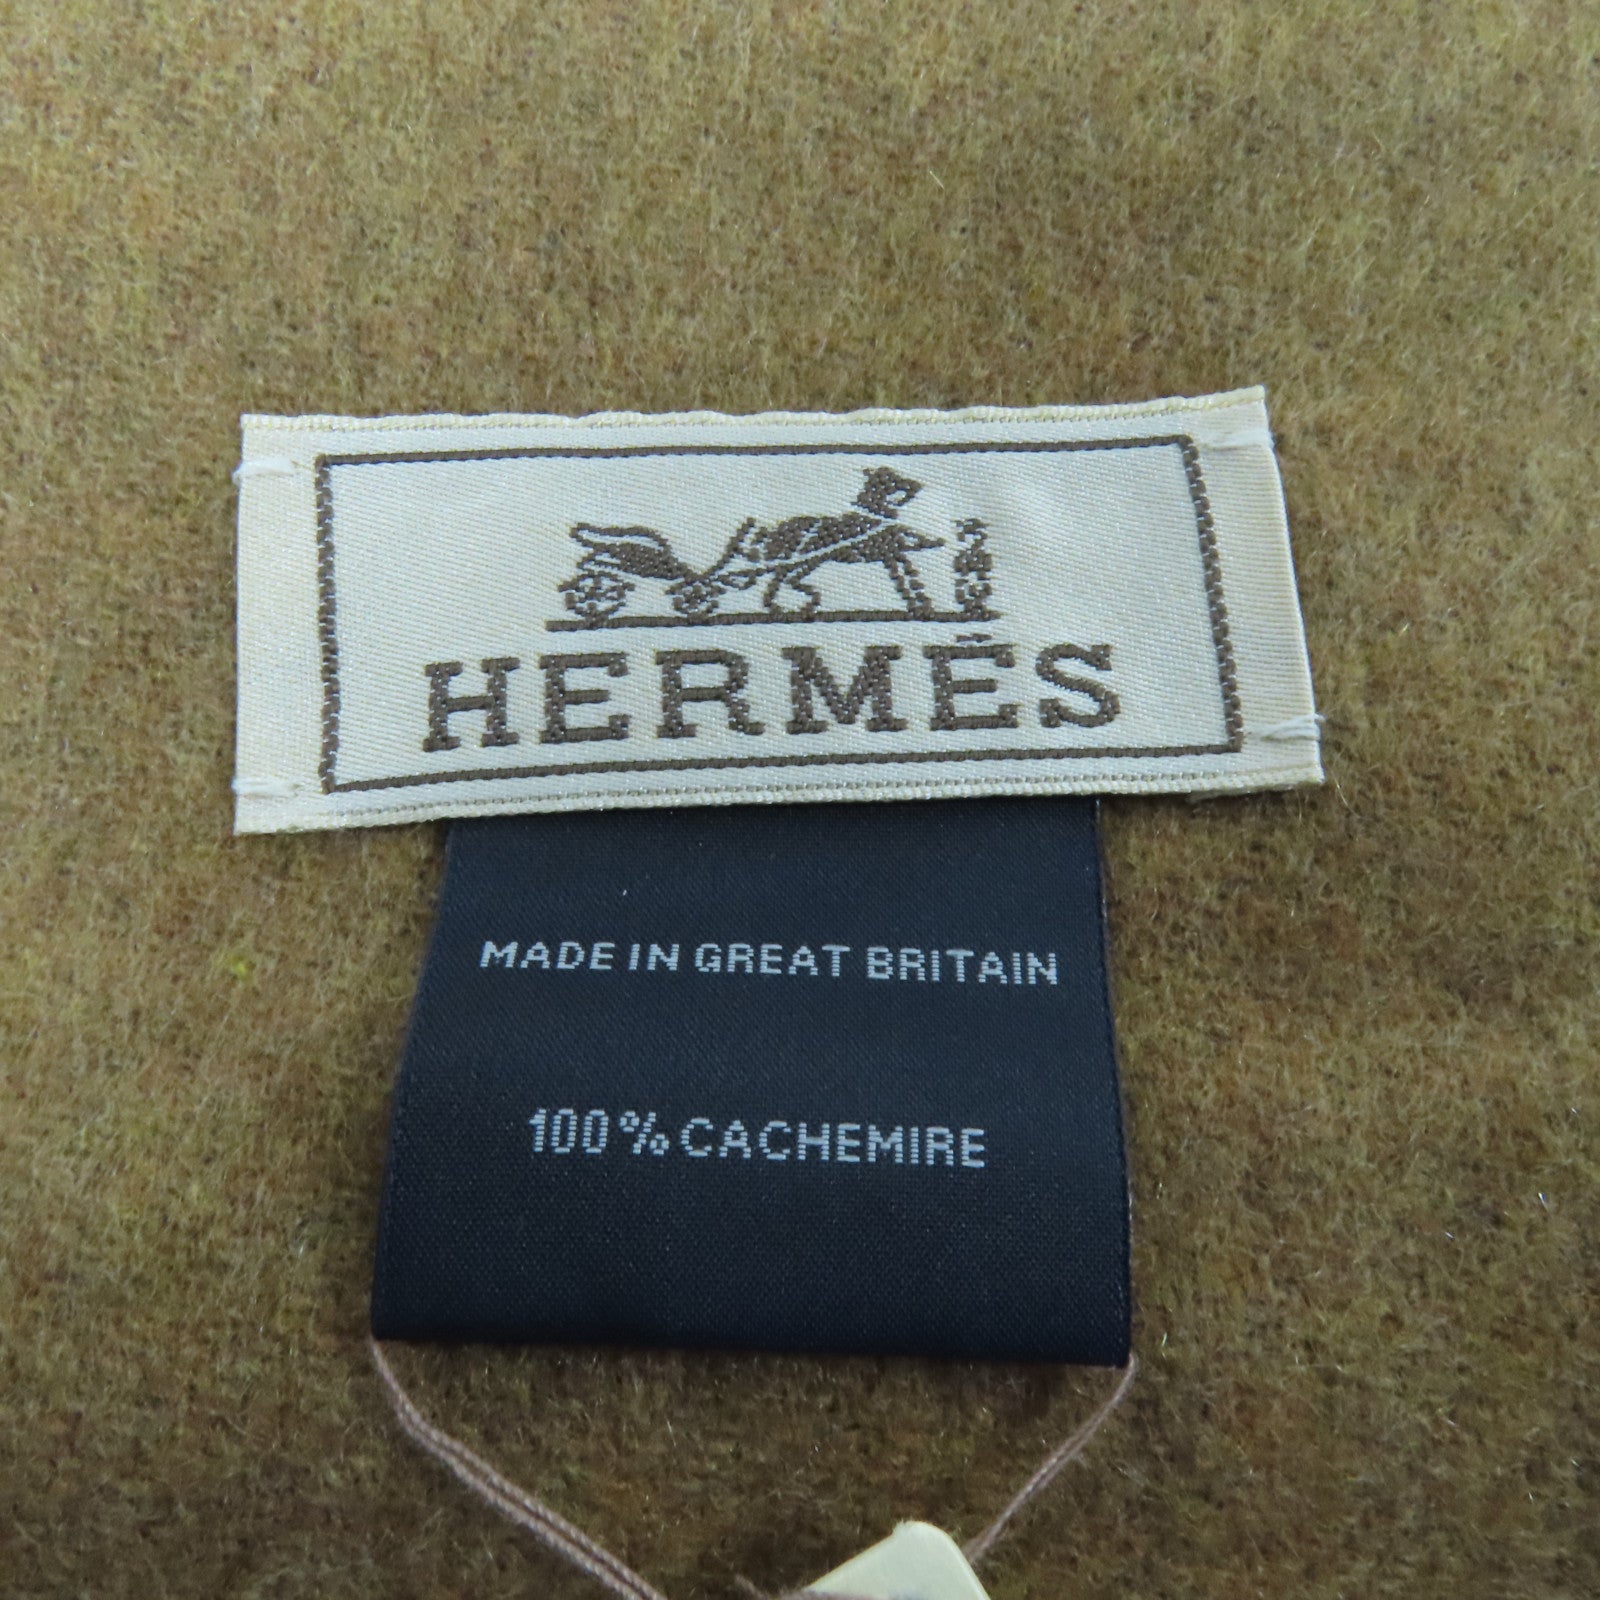 HERMÈS
MADE IN GREAT BRITAIN
100% CACHEMIRE